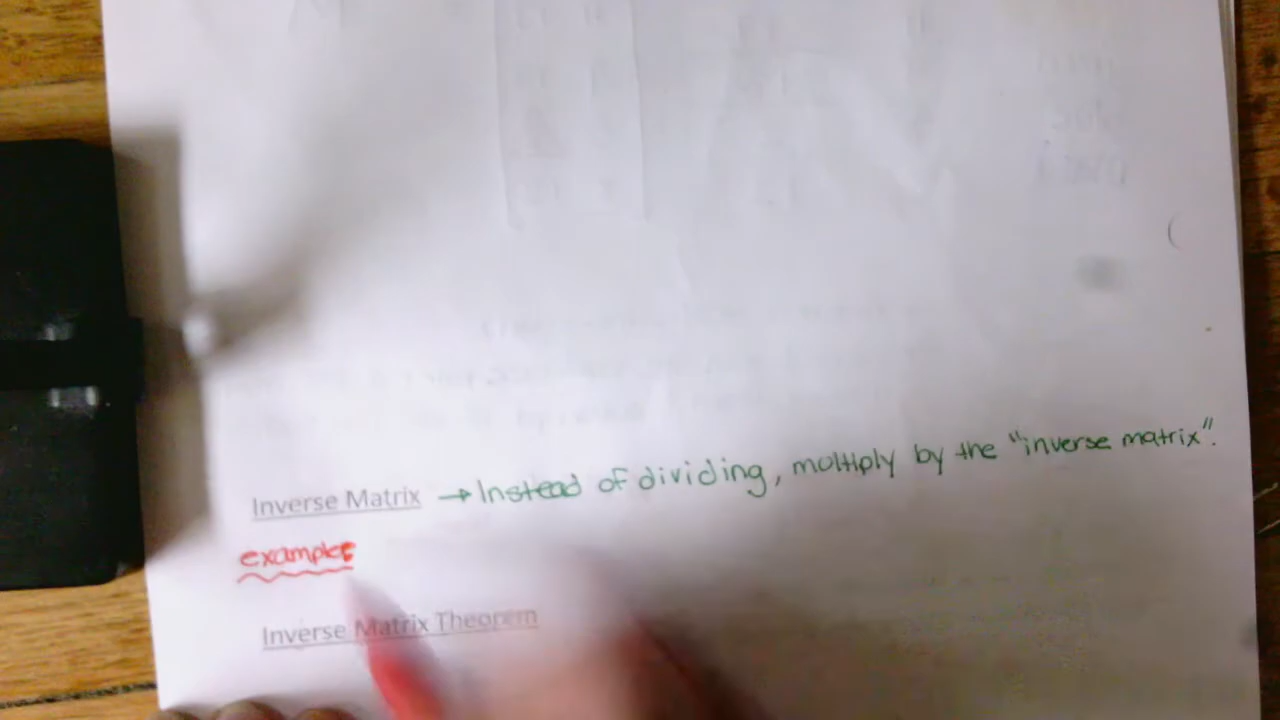 Inverse Matrix → Instead of dividing, multiply by the "inverse matrix".
example
Inverse Matrix Theorem